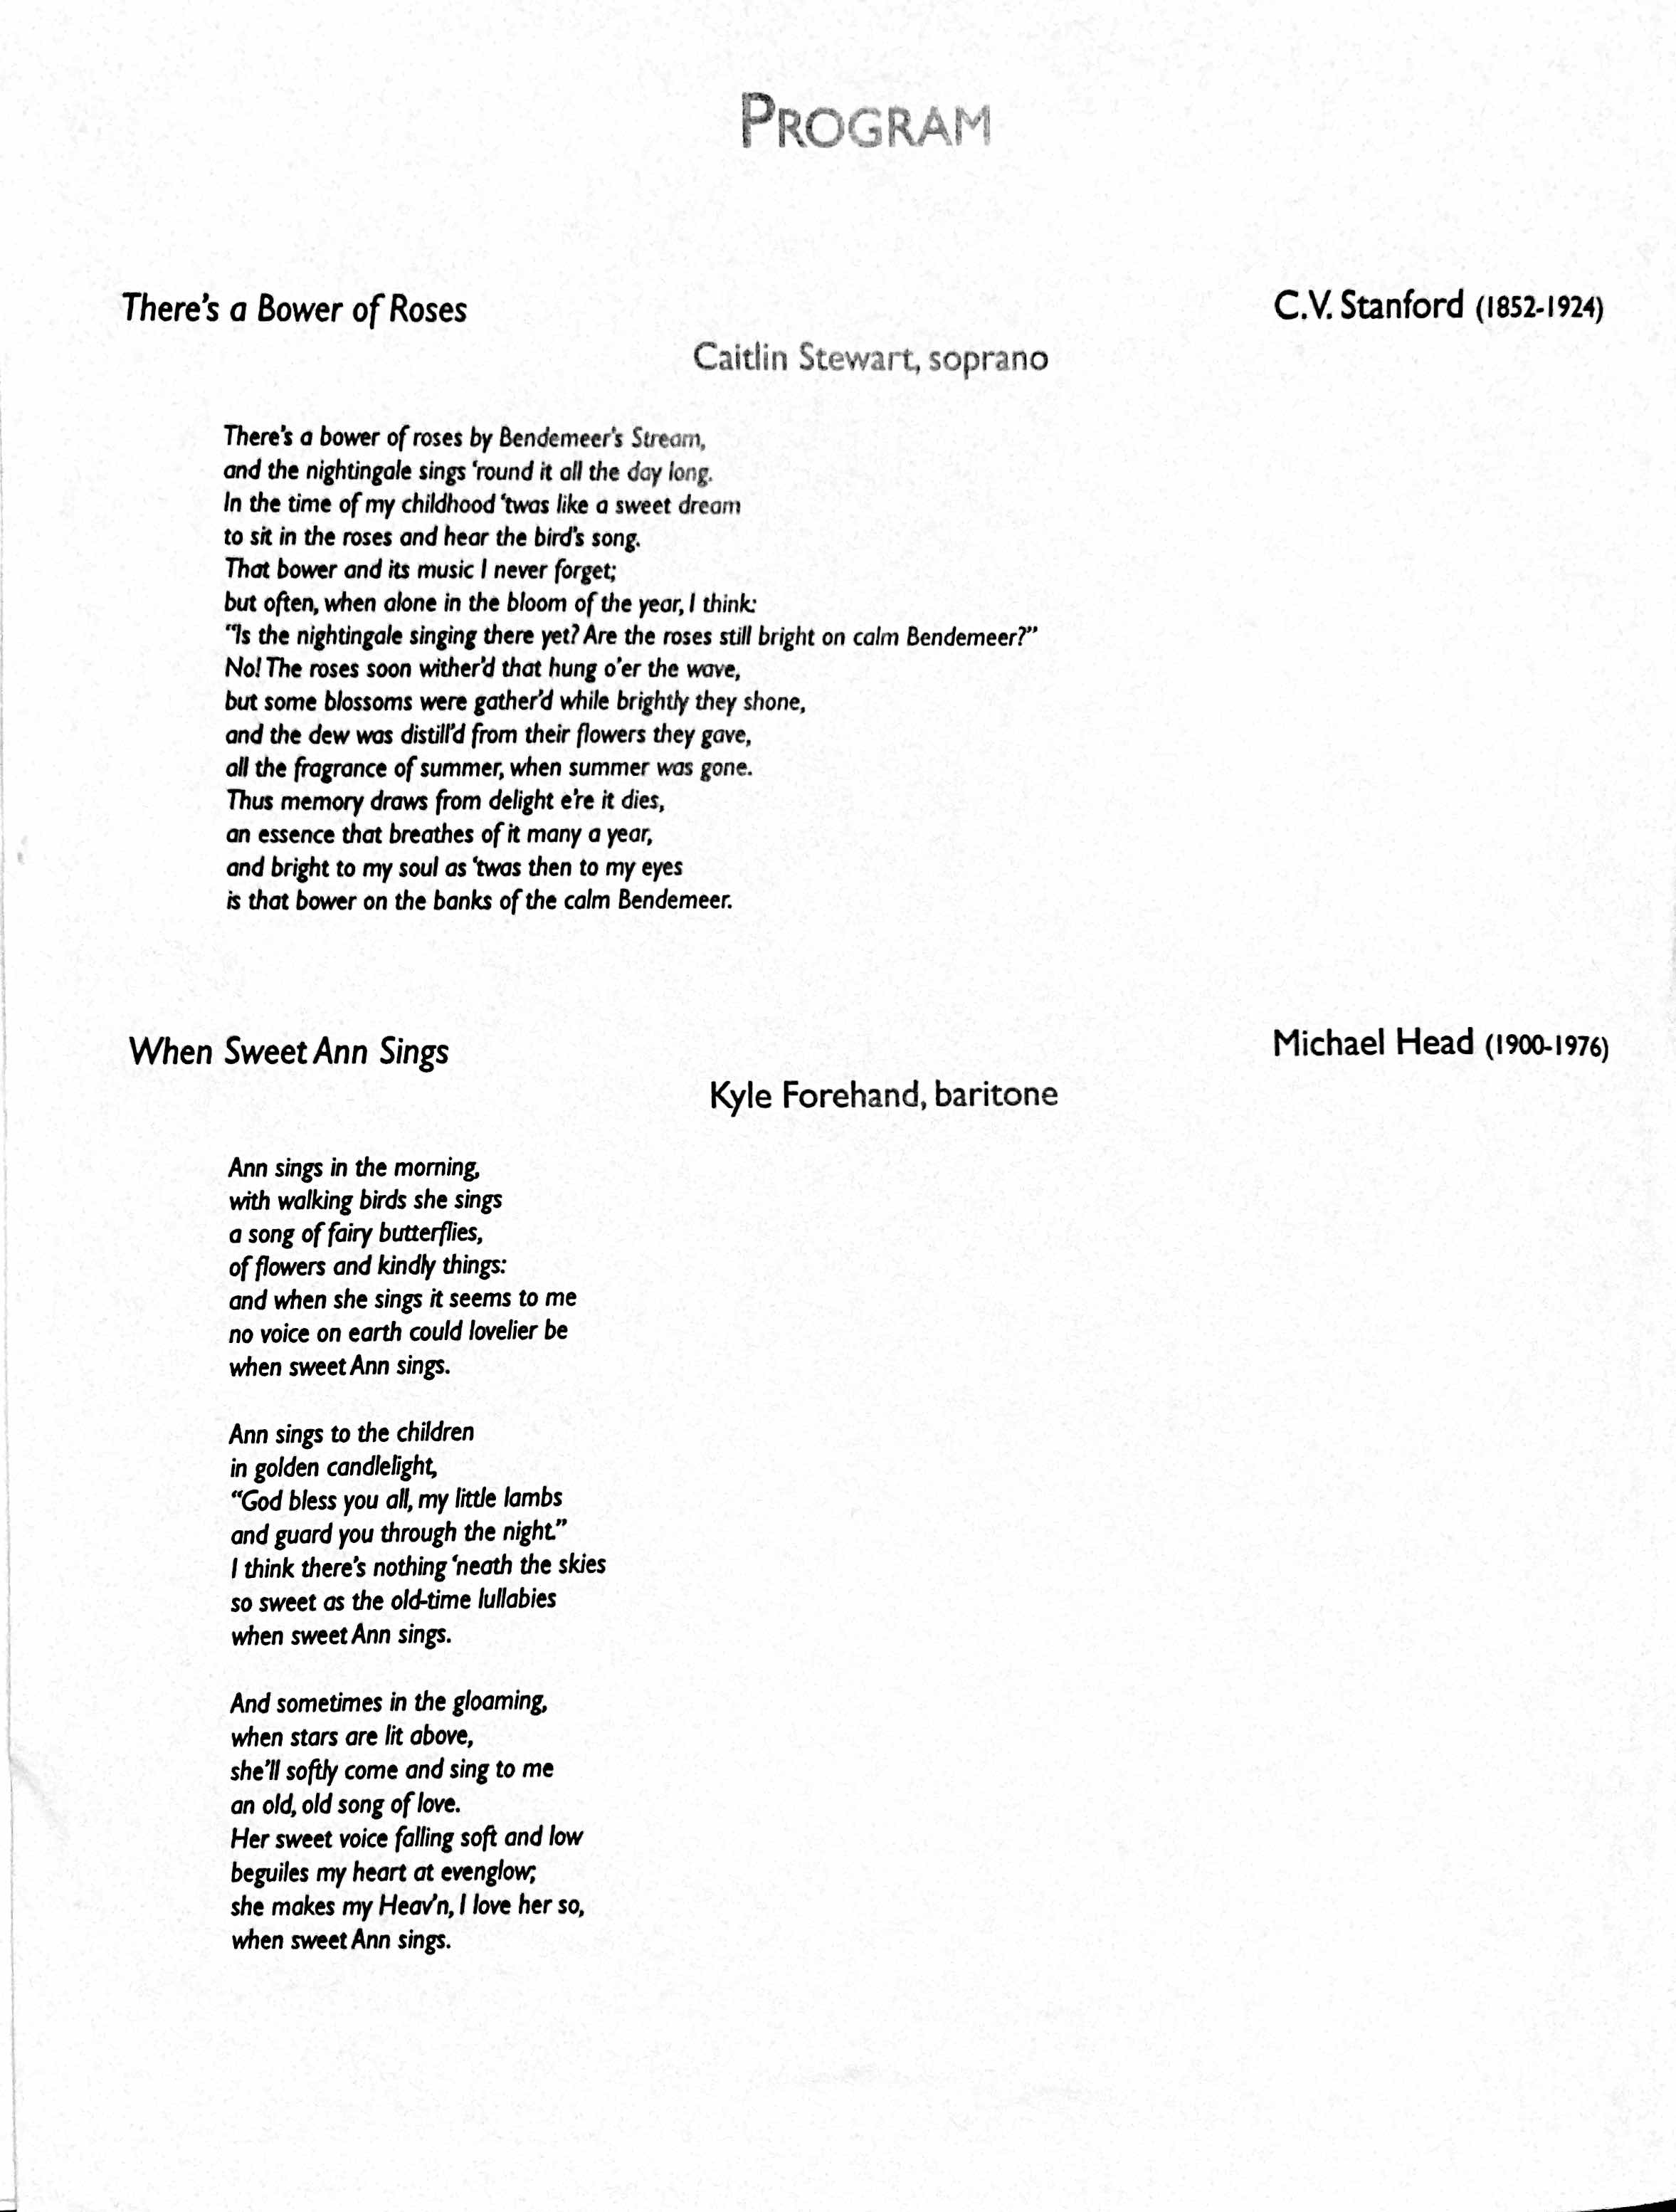 PROGRAM
There's a Bower of Roses C.V. Stanford (1852-1924)
Caitlin Stewart, soprano
There's a bower of roses by Bendemeer's Stream,
and the nightingale sings 'round it all the day long.
In the time of my childhood 'twas like a sweet dream
to sit in the roses and hear the bird's song.
That bower and its music I never forget;
but often, when alone in the bloom of the year, I think:
"Is the nightingale singing there yet? Are the roses still bright on calm Bendemeer?"
No! The roses soon wither'd that hung o'er the wave,
but some blossoms were gather'd while brightly they shone,
and the dew was distill'd from their flowers they gave,
all the fragrance of summer, when summer was gone.
Thus memory draws from delight e're it dies,
an essence that breathes of it many a year,
and bright to my soul as 'twas then to my eyes
is that bower on the banks of the calm Bendemeer.
When Sweet Ann Sings Michael Head (1900-1976)
Kyle Forehand, baritone
Ann sings in the morning,
with walking birds she sings
a song of fairy butterflies,
of flowers and kindly things:
and when she sings it seems to me
no voice on earth could lovelier be
when sweet Ann sings.
Ann sings to the children
in golden candlelight,
"God bless you all, my little lambs
and guard you through the night."
I think there's nothing 'neath the skies
so sweet as the old-time lullabies
when sweet Ann sings.
And sometimes in the gloaming,
when stars are lit above,
she'll softly come and sing to me
an old, old song of love.
Her sweet voice falling soft and low
beguiles my heart at evenglow;
she makes my Heav'n, I love her so,
when sweet Ann sings.